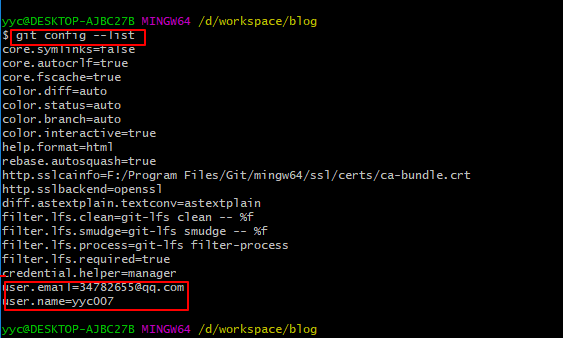 yyc@DESKTOP-AJBC27B MINGW64 /d/workspace/blog
$ git config --list
core.symlinks=false
core.autocrlf=true
core.fscache=true
color.diff=auto
color.status=auto
color.branch=auto
color.interactive=true
help.format=html
rebase.autosquash=true
http.sslcainfo=F:/Program Files/Git/mingw64/ssl/certs/ca-bundle.crt
http.sslbackend=openssl
diff.astextplain.textconv=astextplain
filter.lfs.clean=git-lfs clean -- %f
filter.lfs.smudge=git-lfs smudge -- %f
filter.lfs.process=git-lfs filter-process
filter.lfs.required=true
credential.helper=manager
user.email=34782655@qq.com
user.name=yyc007
yyc@DESKTOP-AJBC27B MINGW64 /d/workspace/blog